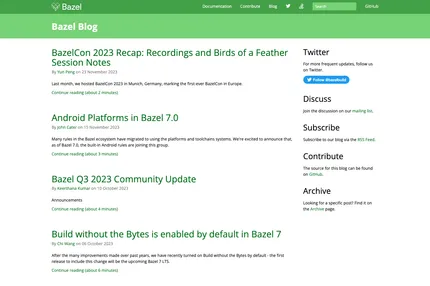 Bazel
Documentation Contribute Blog Search GitHub
Bazel Blog
BazelCon 2023 Recap: Recordings and Birds of a Feather
Session Notes
By Yun Peng on 23 November 2023
Last month, we hosted BazelCon 2023 in Munich, Germany, marking the first ever BazelCon in Europe.
Continue reading (about 2 minutes)
Android Platforms in Bazel 7.0
By John Cater on 15 November 2023
Many rules in the Bazel ecosystem have migrated to using the platforms and toolchains systems. We're excited to announce that,
as of Bazel 7.0, the built-in Android rules are joining this group.
Continue reading (about 3 minutes)
Bazel Q3 2023 Community Update
By Keerthana Kumar on 10 October 2023
Announcements
Continue reading (about 4 minutes)
Build without the Bytes is enabled by default in Bazel 7
By Chi Wang on 06 October 2023
After the many improvements made over past years, we have recently turned on Build without the Bytes by default - the first
release to include this change will be the upcoming Bazel 7 LTS.
Continue reading (about 6 minutes)
Twitter
For more frequent updates, follow us
on Twitter.
Follow @bazelbuild
Discuss
Join the discussion on our mailing list.
Subscribe
Subscribe to our blog via the RSS Feed.
Contribute
The source for this blog can be
found on GitHub.
Archive
Looking for a specific post? Find it on
the Archive page.